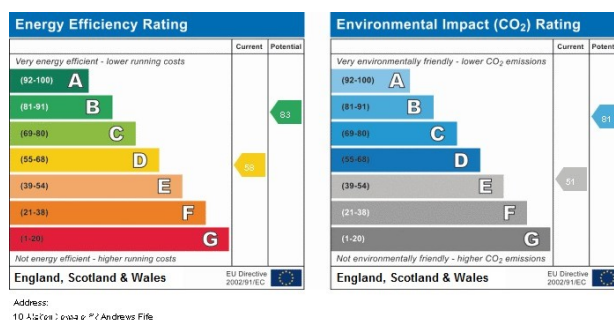 Energy Efficiency Rating
Current Potential
Very energy efficient - lower running costs
(92-100) A
(81-91) B
83
(69-80) C
(55-68) D
58
(39-54) E
(21-38) F
(1-20) G
Not energy efficient - higher running costs
England, Scotland & Wales
EU Directive
2002/91/EC
Environmental Impact (CO₂) Rating
Current Potent
Very environmentally friendly - lower CO₂ emissions
(92-100) A
(81-91) B
81
(69-80) C
(55-68) D
(39-54) E
51
(21-38) F
(1-20) G
Not environmentally friendly - higher CO₂ emissions
England, Scotland & Wales
EU Directive
2002/91/EC
Address:
10 Andrews Fife